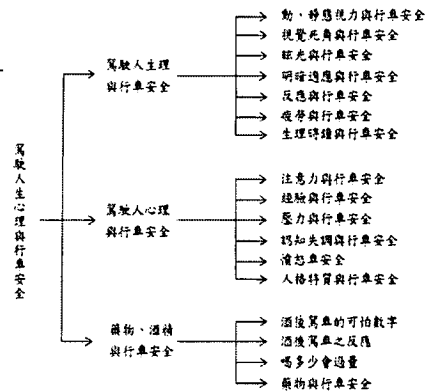 駕駛人生心理與行車安全
駕駛人生理
與行車安全
動、靜態視力與行車安全
視覺死角與行車安全
眩光與行車安全
明暗適應與行車安全
反應與行車安全
疲勞與行車安全
生理時鐘與行車安全
駕駛人心理
與行車安全
注意力與行車安全
經驗與行車安全
壓力與行車安全
認知失調與行車安全
憤怒車安全
人格特質與行車安全
藥物、酒精
與行車安全
酒後駕車的可怕數字
酒後駕車之反應
喝多少會過量
藥物與行車安全